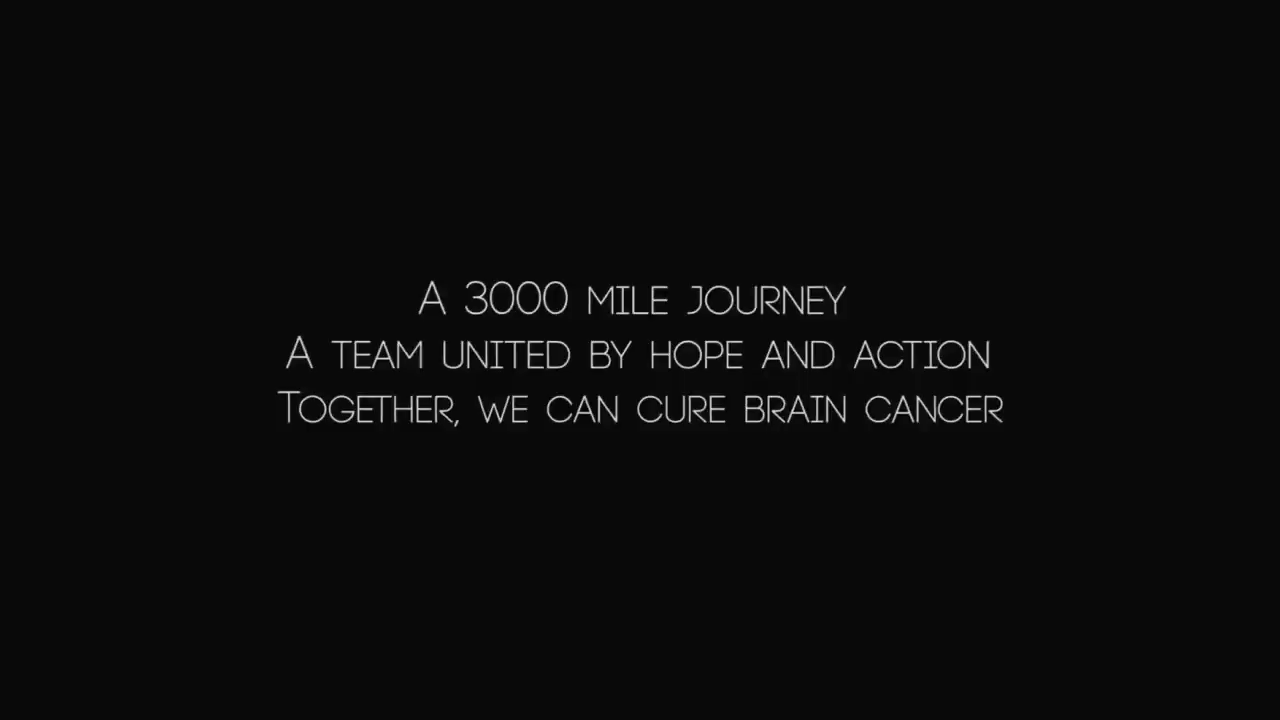 A 3000 MILE JOURNEY
A TEAM UNITED BY HOPE AND ACTION
TOGETHER, WE CAN CURE BRAIN CANCER